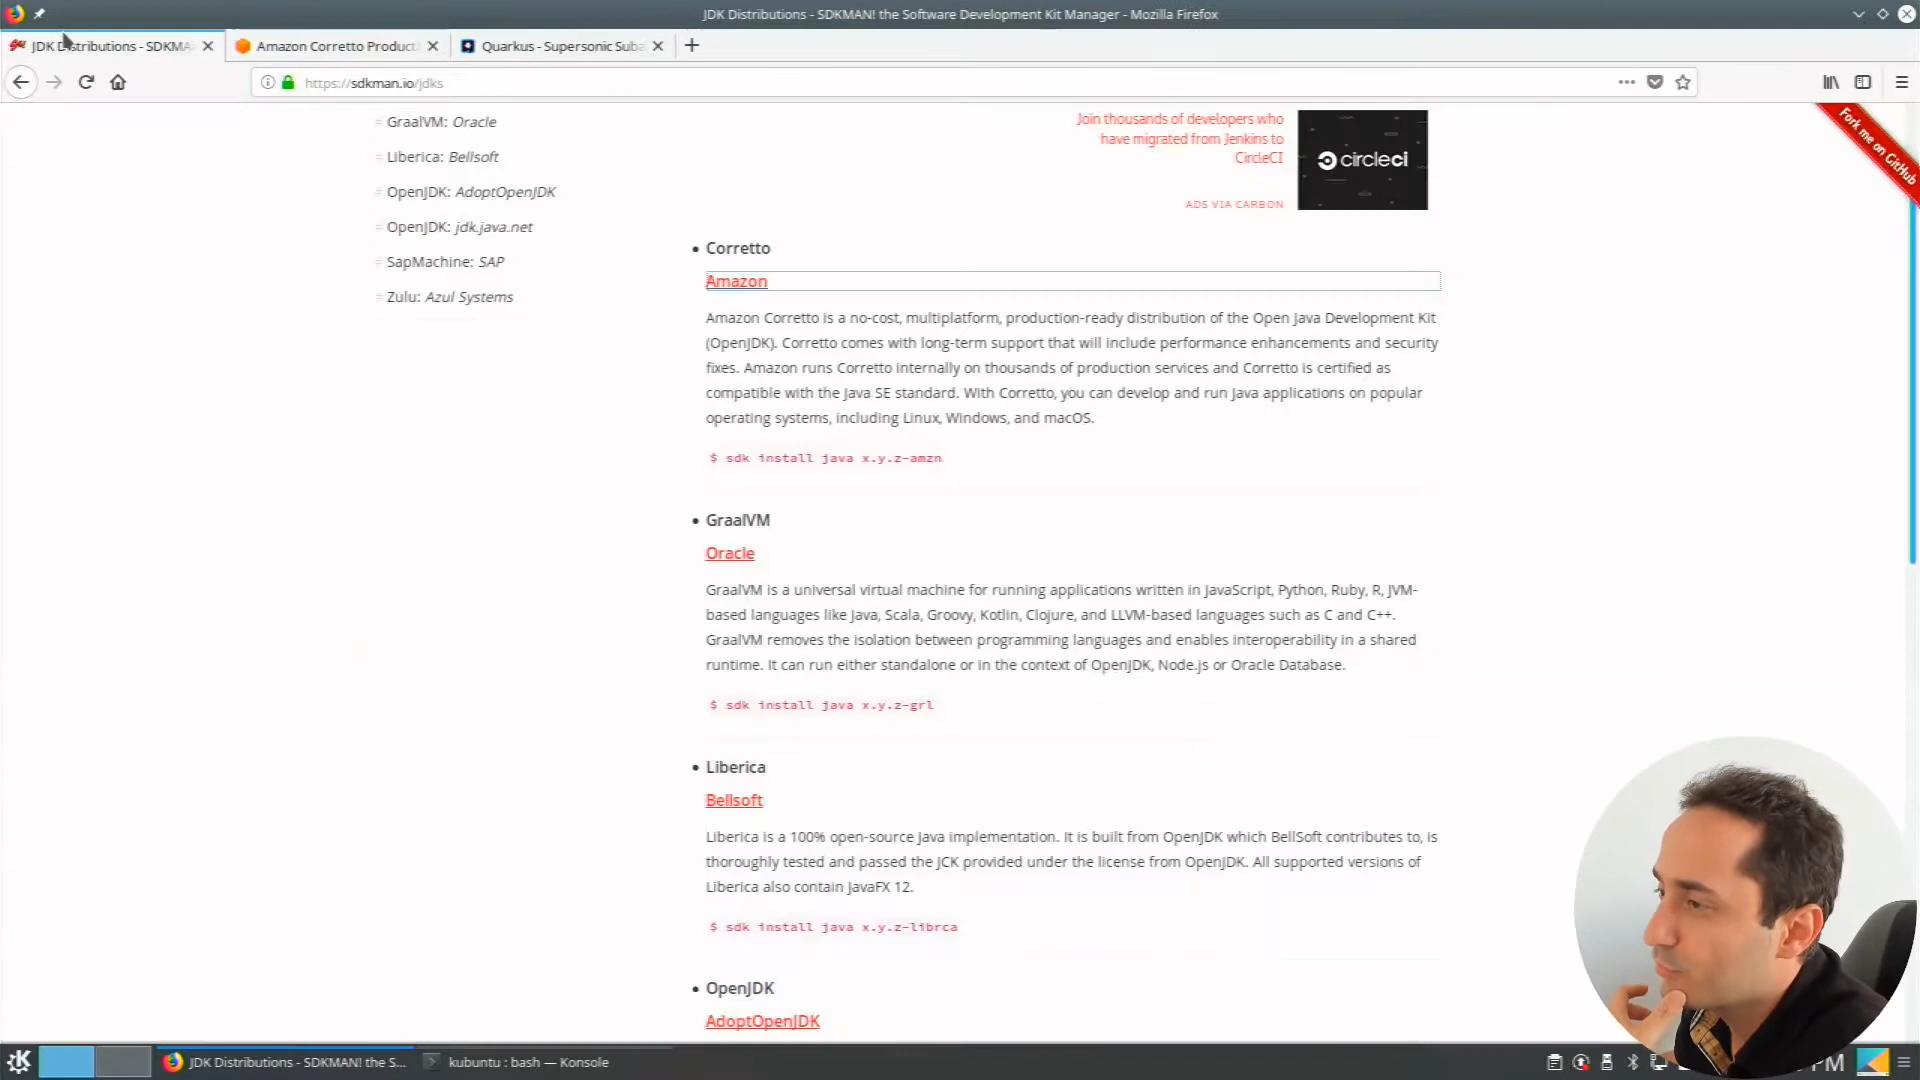 JDK Distributions - SDKMAN! the Software Development Kit Manager - Mozilla Firefox
JDK Distributions - SDKMA
Amazon Corretto Product
Quarkus - Supersonic Suba
https://sdkman.io/jdks
GraalVM: Oracle
Liberica: Bellsoft
OpenJDK: AdoptOpenJDK
OpenJDK: jdk.java.net
SapMachine: SAP
Zulu: Azul Systems
Join thousands of developers who
have migrated from Jenkins to
CircleCI
ADS VIA CARBON
circleci
Fork me on GitHub
• Corretto
Amazon
Amazon Corretto is a no-cost, multiplatform, production-ready distribution of the Open Java Development Kit
(OpenJDK). Corretto comes with long-term support that will include performance enhancements and security
fixes. Amazon runs Corretto internally on thousands of production services and Corretto is certified as
compatible with the Java SE standard. With Corretto, you can develop and run Java applications on popular
operating systems, including Linux, Windows, and macOS.
$ sdk install java x.y.z-amzn
• GraalVM
Oracle
GraalVM is a universal virtual machine for running applications written in JavaScript, Python, Ruby, R, JVM-
based languages like Java, Scala, Groovy, Kotlin, Clojure, and LLVM-based languages such as C and C++.
GraalVM removes the isolation between programming languages and enables interoperability in a shared
runtime. It can run either standalone or in the context of OpenJDK, Node.js or Oracle Database.
$ sdk install java x.y.z-grl
• Liberica
Bellsoft
Liberica is a 100% open-source Java implementation. It is built from OpenJDK which BellSoft contributes to, is
thoroughly tested and passed the JCK provided under the license from OpenJDK. All supported versions of
Liberica also contain JavaFX 12.
$ sdk install java x.y.z-librca
• OpenJDK
AdoptOpenJDK
JDK Distributions - SDKMAN! the S...
kubuntu : bash — Konsole
PM